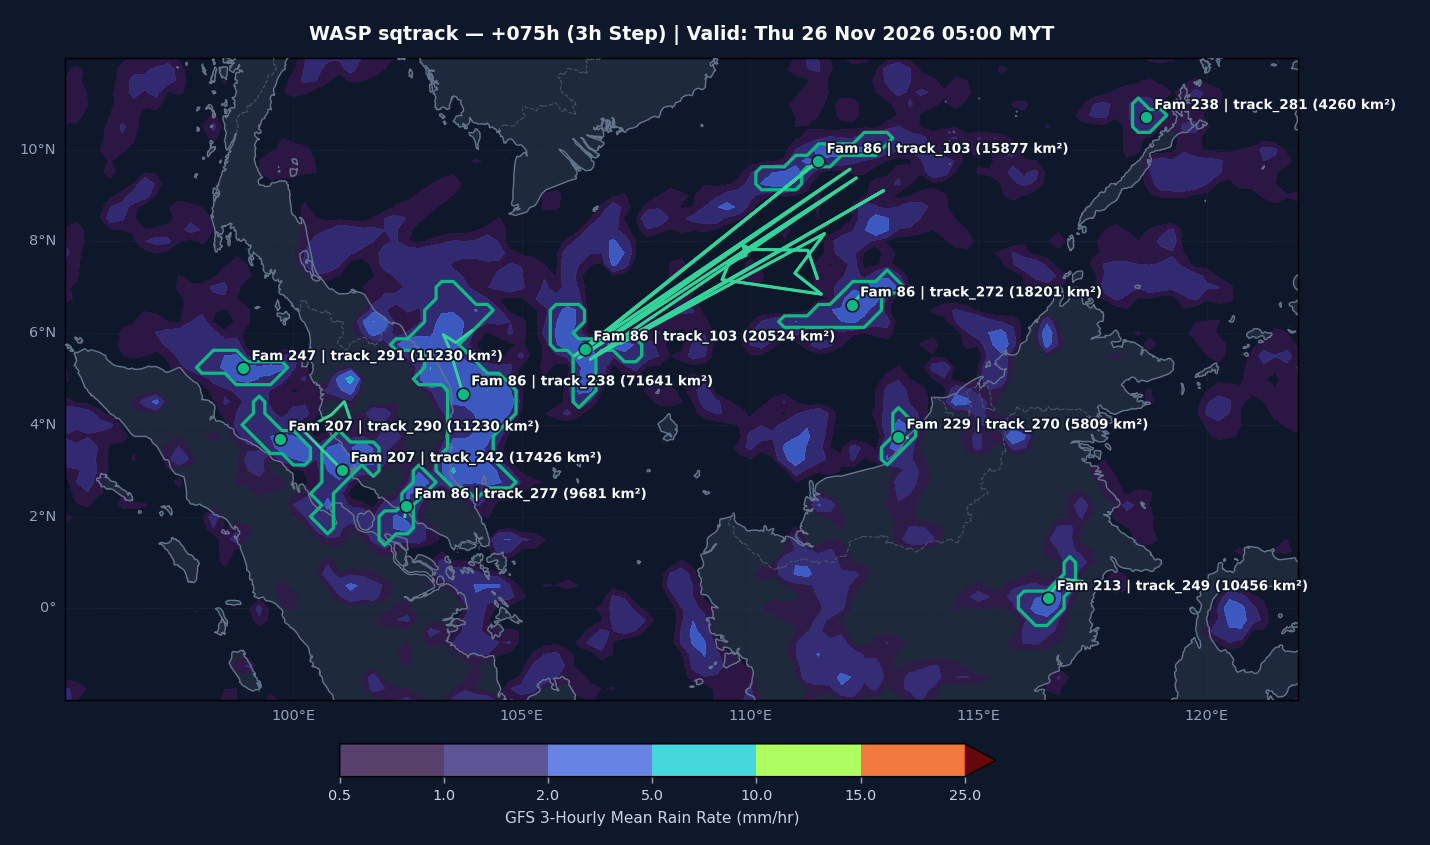 WASP sqtrack — +075h (3h Step) | Valid: Thu 26 Nov 2026 05:00 MYT
Fam 238 | track_281 (4260 km²)
10°N
Fam 86 | track_103 (15877 km²)
8°N
Fam 86 | track_272 (18201 km²)
6°N
Fam 86 | track_103 (20524 km²)
Fam 247 | track_291 (11230 km²)
Fam 86 | track_238 (71641 km²)
4°N
Fam 207 | track_290 (11230 km²)
Fam 229 | track_270 (5809 km²)
Fam 207 | track_242 (17426 km²)
Fam 86 | track_277 (9681 km²)
2°N
Fam 213 | track_249 (10456 km²)
0°
100°E 105°E 110°E 115°E 120°E
0.5 1.0 2.0 5.0 10.0 15.0 25.0
GFS 3-Hourly Mean Rain Rate (mm/hr)